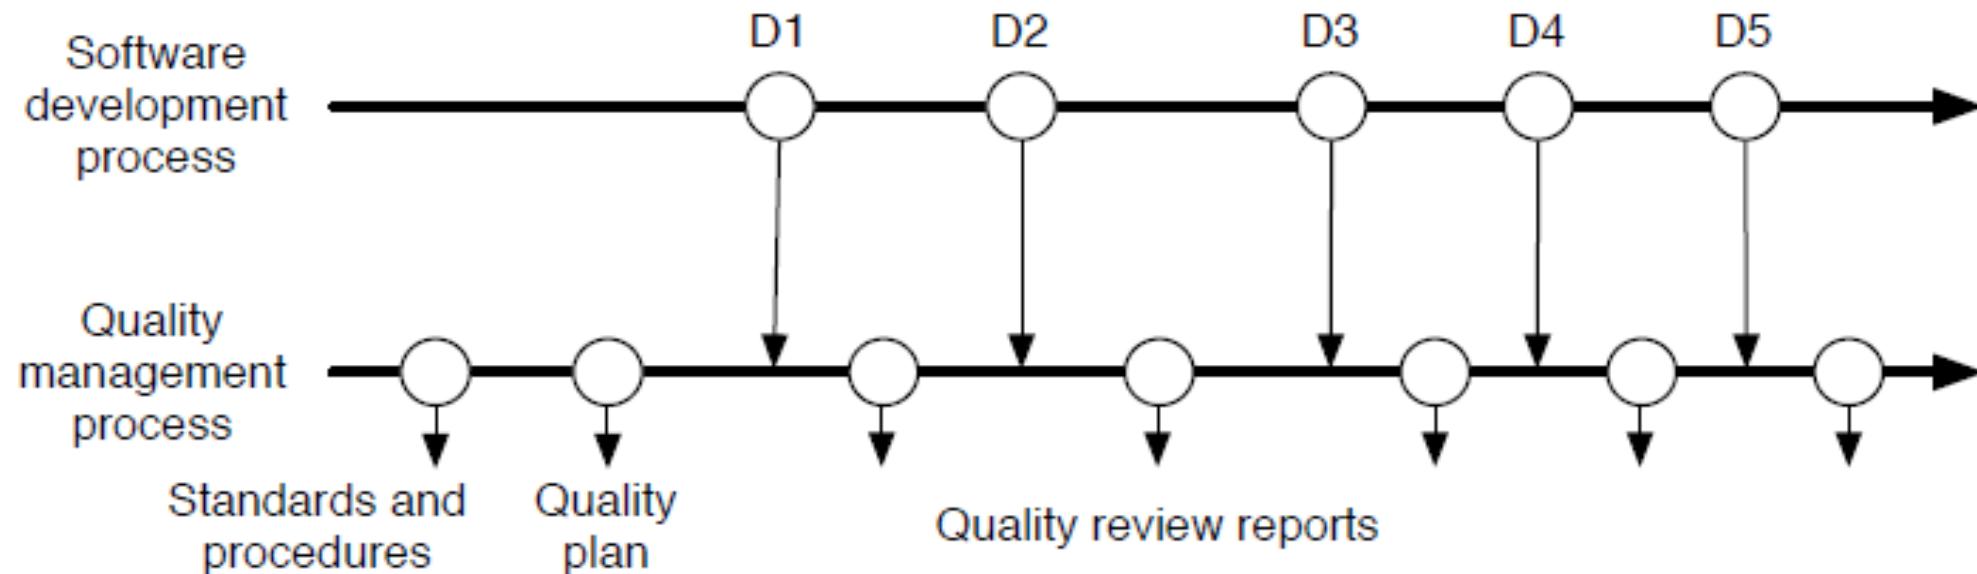 D1 D2 D3 D4 D5
Software
development
process
Quality
management
process
Standards and
procedures
Quality
plan
Quality review reports